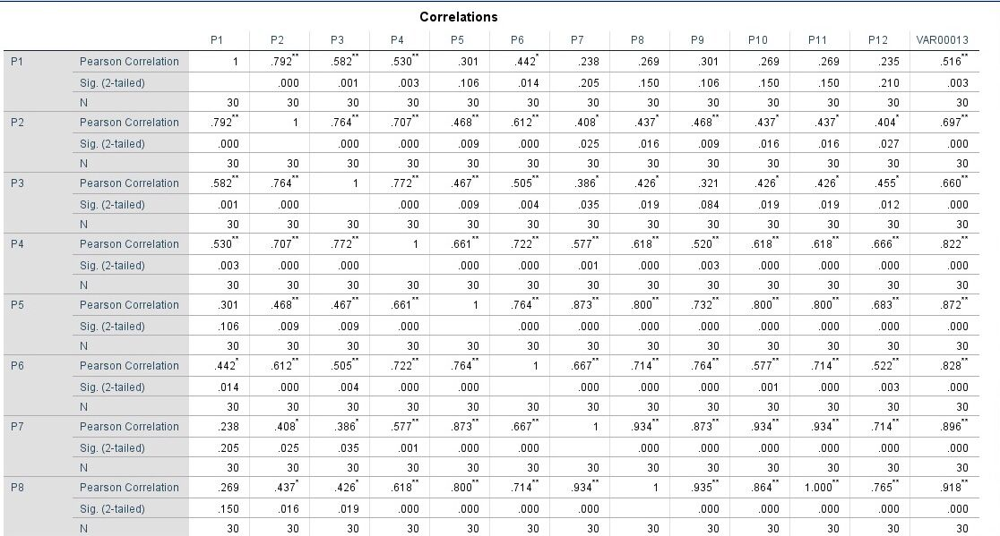 Correlations
P1 P2 P3 P4 P5 P6 P7 P8 P9 P10 P11 P12 VAR00013
P1 Pearson Correlation 1 .792** .582** .530** .301 .442* .238 .269 .301 .269 .269 .235 .516**
Sig. (2-tailed) .000 .001 .003 .106 .014 .205 .150 .106 .150 .150 .210 .003
N 30 30 30 30 30 30 30 30 30 30 30 30 30
P2 Pearson Correlation .792** 1 .764** .707** .468** .612** .408* .437* .468** .437* .437* .404* .697**
Sig. (2-tailed) .000 .000 .000 .009 .000 .025 .016 .009 .016 .016 .027 .000
N 30 30 30 30 30 30 30 30 30 30 30 30 30
P3 Pearson Correlation .582** .764** 1 .772** .467** .505** .386* .426* .321 .426* .426* .455* .660**
Sig. (2-tailed) .001 .000 .000 .009 .004 .035 .019 .084 .019 .019 .012 .000
N 30 30 30 30 30 30 30 30 30 30 30 30 30
P4 Pearson Correlation .530** .707** .772** 1 .661** .722** .577** .618** .520** .618** .618** .666** .822**
Sig. (2-tailed) .003 .000 .000 .000 .000 .001 .000 .003 .000 .000 .000 .000
N 30 30 30 30 30 30 30 30 30 30 30 30 30
P5 Pearson Correlation .301 .468** .467** .661** 1 .764** .873** .800** .732** .800** .800** .683** .872**
Sig. (2-tailed) .106 .009 .009 .000 .000 .000 .000 .000 .000 .000 .000 .000
N 30 30 30 30 30 30 30 30 30 30 30 30 30
P6 Pearson Correlation .442* .612** .505** .722** .764** 1 .667** .714** .764** .577** .714** .522** .828**
Sig. (2-tailed) .014 .000 .004 .000 .000 .000 .000 .000 .001 .000 .003 .000
N 30 30 30 30 30 30 30 30 30 30 30 30 30
P7 Pearson Correlation .238 .408* .386* .577** .873** .667** 1 .934** .873** .934** .934** .714** .896**
Sig. (2-tailed) .205 .025 .035 .001 .000 .000 .000 .000 .000 .000 .000 .000
N 30 30 30 30 30 30 30 30 30 30 30 30 30
P8 Pearson Correlation .269 .437* .426* .618** .800** .714** .934** 1 .935** .864** 1.000** .765** .918**
Sig. (2-tailed) .150 .016 .019 .000 .000 .000 .000 .000 .000 .000 .000 .000
N 30 30 30 30 30 30 30 30 30 30 30 30 30